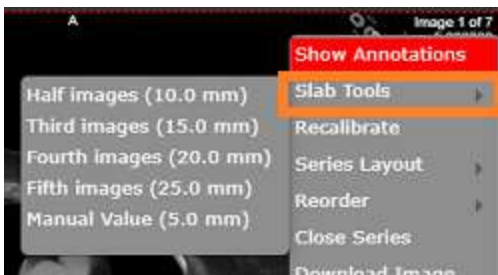 A
Image 1 of 7
Show Annotations
Slab Tools
Recalibrate
Series Layout
Reorder
Close Series
Download Image
Half images (10.0 mm)
Third images (15.0 mm)
Fourth images (20.0 mm)
Fifth images (25.0 mm)
Manual Value (5.0 mm)